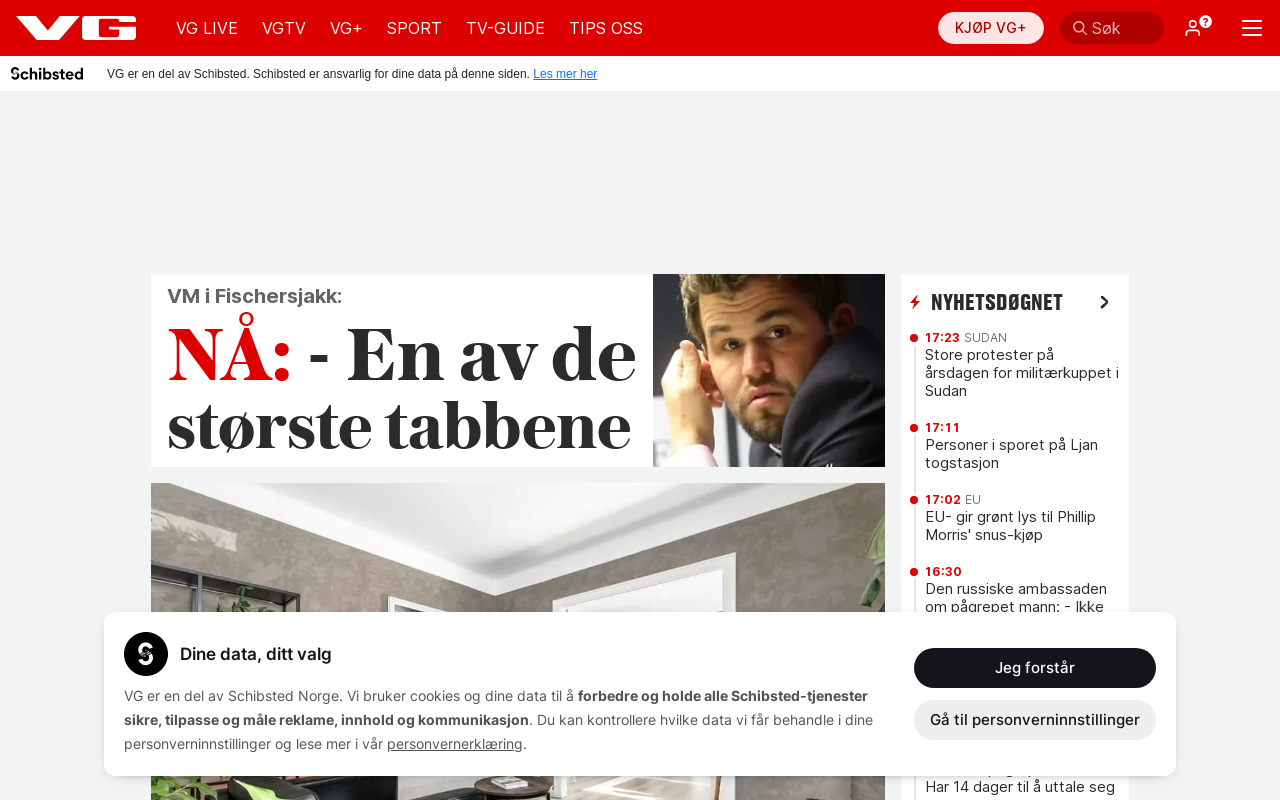 VG
VG LIVE
VGTV
VG+
SPORT
TV-GUIDE
TIPS OSS
KJØP VG+
Søk
?
Schibsted
VG er en del av Schibsted. Schibsted er ansvarlig for dine data på denne siden. Les mer her
VM i Fischersjakk:
NÅ: - En av de
største tabbene
NYHETSDØGNET
17:23 SUDAN
Store protester på
årsdagen for militærkuppet i
Sudan
17:11
Personer i sporet på Ljan
togstasjon
17:02 EU
EU- gir grønt lys til Phillip
Morris' snus-kjøp
16:30
Den russiske ambassaden
om pågrepet mann: - Ikke
Har 14 dager til å uttale seg
Dine data, ditt valg
VG er en del av Schibsted Norge. Vi bruker cookies og dine data til å forbedre og holde alle Schibsted-tjenester
sikre, tilpasse og måle reklame, innhold og kommunikasjon. Du kan kontrollere hvilke data vi får behandle i dine
personverninnstillinger og lese mer i vår personvernerklæring.
Jeg forstår
Gå til personverninnstillinger